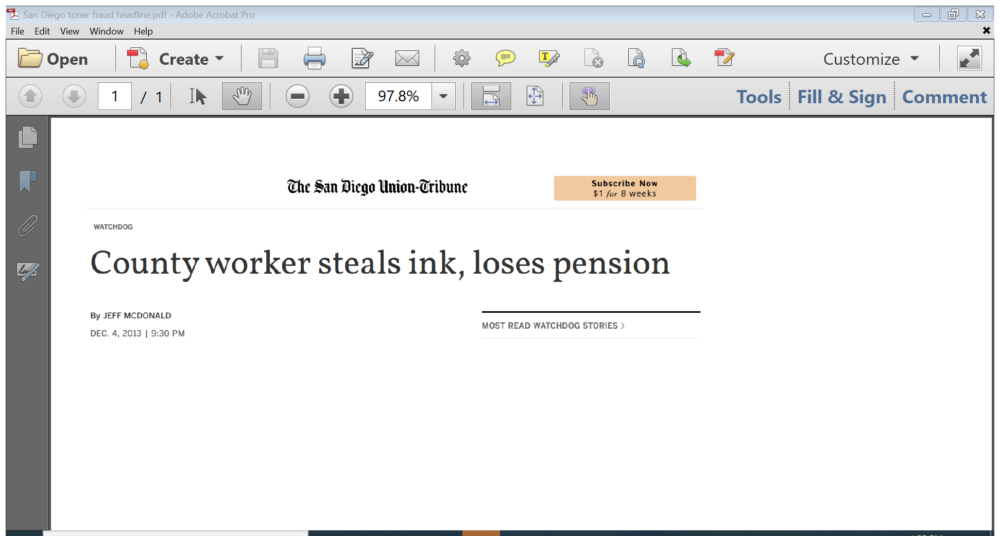 San Diego toner fraud headline.pdf - Adobe Acrobat Pro
File Edit View Window Help
Open Create Customize
1 / 1 97.8% Tools Fill & Sign Comment
The San Diego Union-Tribune
Subscribe Now
$1 for 8 weeks
WATCHDOG
County worker steals ink, loses pension
By JEFF MCDONALD
DEC. 4, 2013 | 9:30 PM
MOST READ WATCHDOG STORIES >